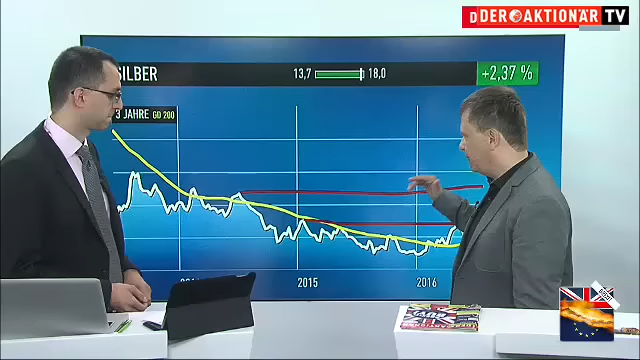 DER AKTIONÄR TV
SILBER
13,7
18,0
+2,37 %
3 JAHRE GD 200
2015
2016